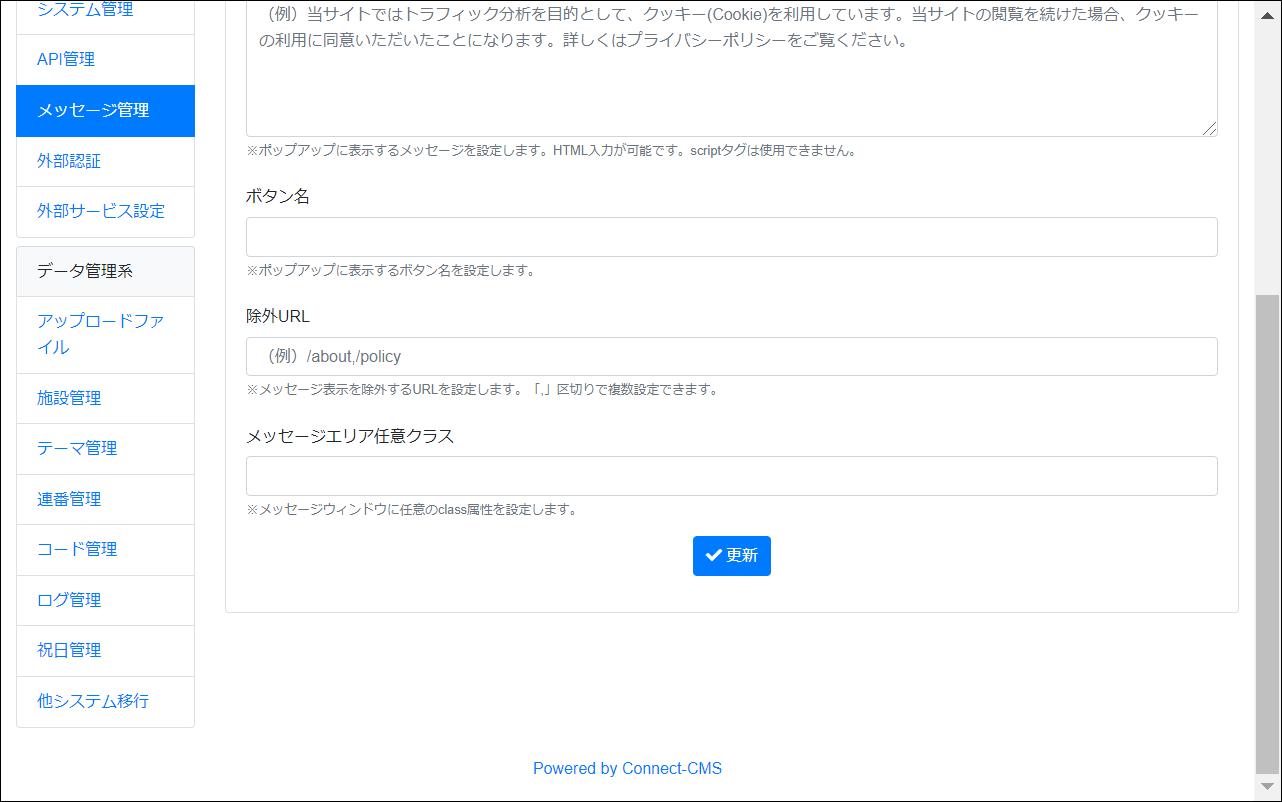 システム管理
API管理
メッセージ管理
外部認証
外部サービス設定
データ管理系
アップロードファ
イル
施設管理
テーマ管理
連番管理
コード管理
ログ管理
祝日管理
他システム移行
（例）当サイトではトラフィック分析を目的として、クッキー(Cookie)を利用しています。当サイトの閲覧を続けた場合、クッキー
の利用に同意いただいたことになります。詳しくはプライバシーポリシーをご覧ください。
※ポップアップに表示するメッセージを設定します。HTML入力が可能です。scriptタグは使用できません。
ボタン名
※ポップアップに表示するボタン名を設定します。
除外URL
（例）/about,/policy
※メッセージ表示を除外するURLを設定します。「,」区切りで複数設定できます。
メッセージエリア任意クラス
※メッセージウィンドウに任意のclass属性を設定します。
更新
Powered by Connect-CMS